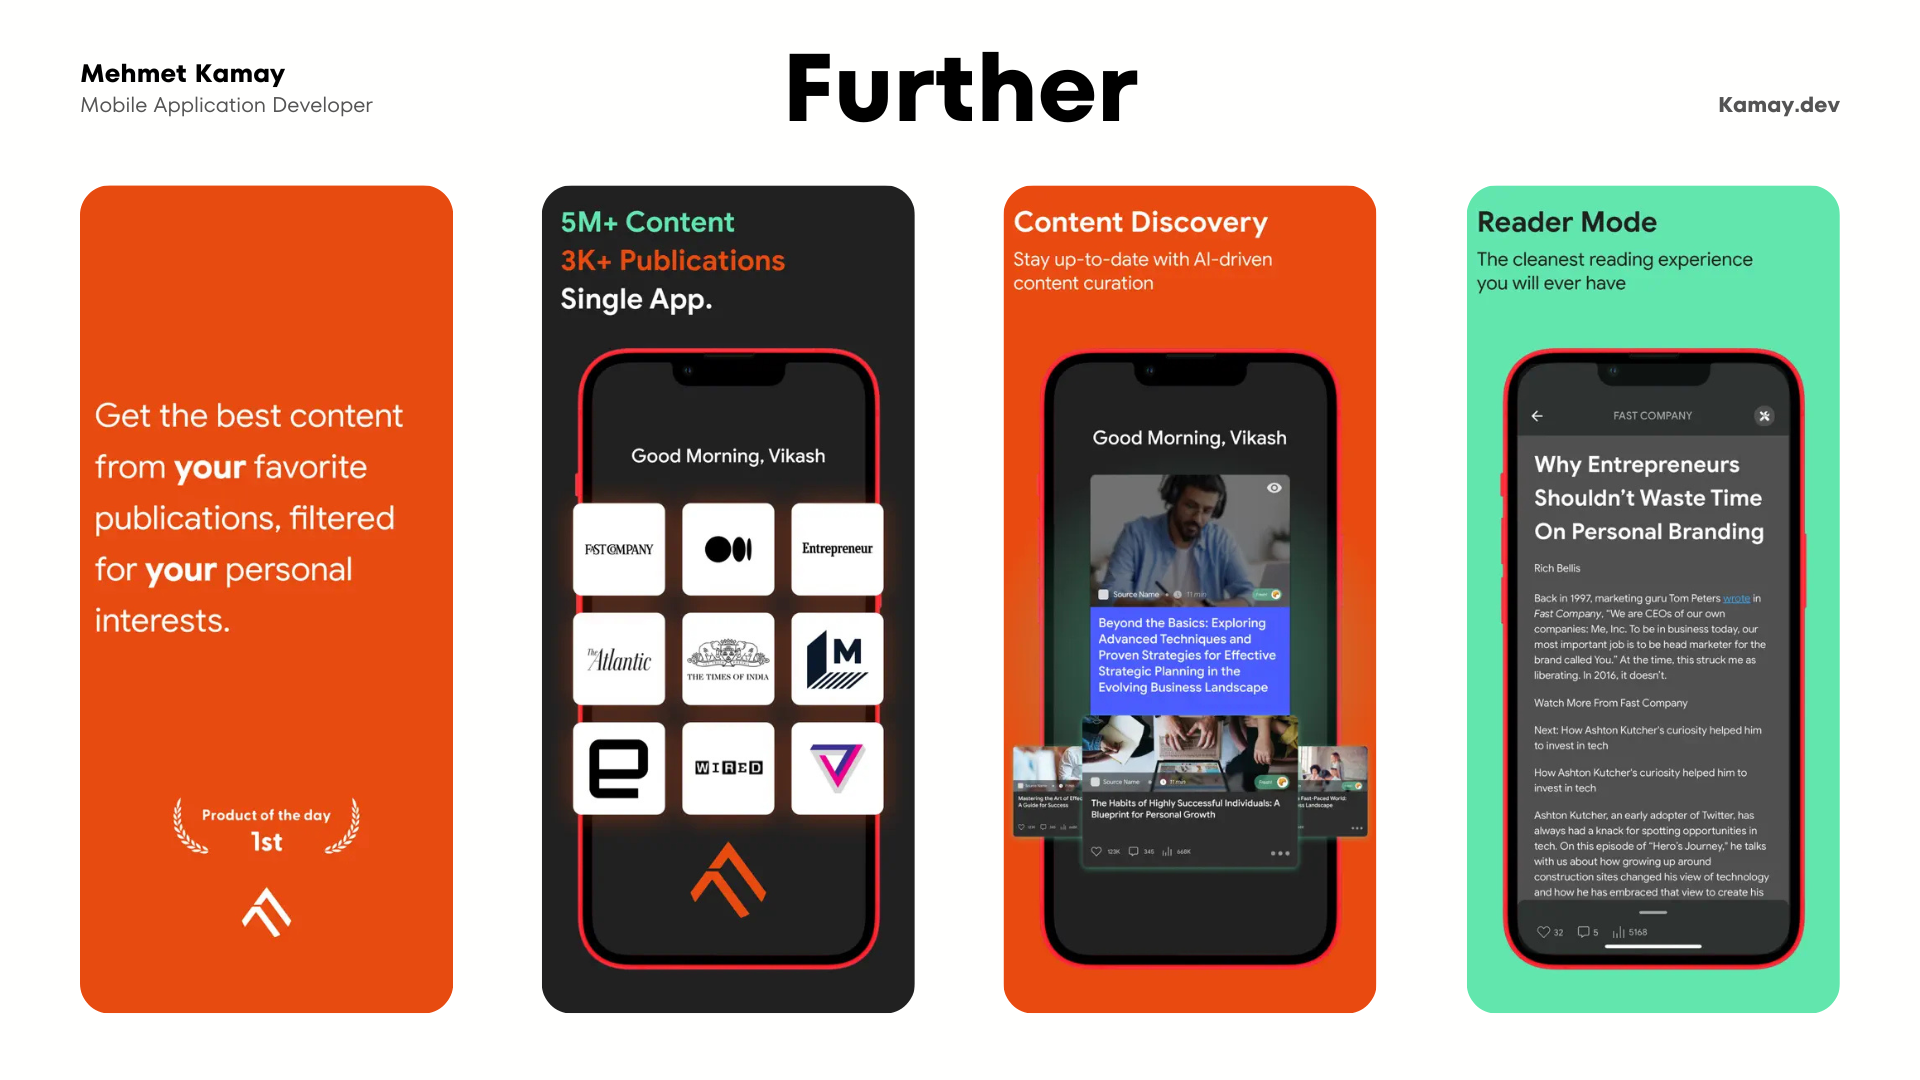 Mehmet Kamay
Mobile Application Developer
Further
Kamay.dev
Get the best content
from your favorite
publications, filtered
for your personal
interests.
Product of the day
1st
5M+ Content
3K+ Publications
Single App.
Good Morning, Vikash
FAST COMPANY
Entrepreneur
The Atlantic
THE TIMES OF INDIA
M
e
WIRED
Content Discovery
Stay up-to-date with AI-driven
content curation
Good Morning, Vikash
Source Name
11 min
Beyond the Basics: Exploring
Advanced Techniques and
Proven Strategies for Effective
Strategic Planning in the
Evolving Business Landscape
Source Name
11 min
The Habits of Highly Successful Individuals: A
Blueprint for Personal Growth
123K 345 668K
Mastering the Art of
A Guide for Success
Fast-Paced World:
Landscape
Reader Mode
The cleanest reading experience
you will ever have
FAST COMPANY
Why Entrepreneurs
Shouldn't Waste Time
On Personal Branding
Rich Bellis
Back in 1997, marketing guru Tom Peters wrote in
Fast Company. "We are CEOs of our own
companies: Me, Inc. To be in business today, our
most important job is to be head marketer for the
brand called You." At the time, this struck me as
liberating. In 2016, it doesn't.
Watch More From Fast Company
Next: How Ashton Kutcher's curiosity helped him
to invest in tech
How Ashton Kutcher's curiosity helped him to
invest in tech
Ashton Kutcher, an early adopter of Twitter, has
always had a knack for spotting opportunities in
tech. On this episode of "Hero's Journey," he talks
with us about how growing up around
construction sites changed his view of technology
and how he has embraced that view to create his
32 5 5168